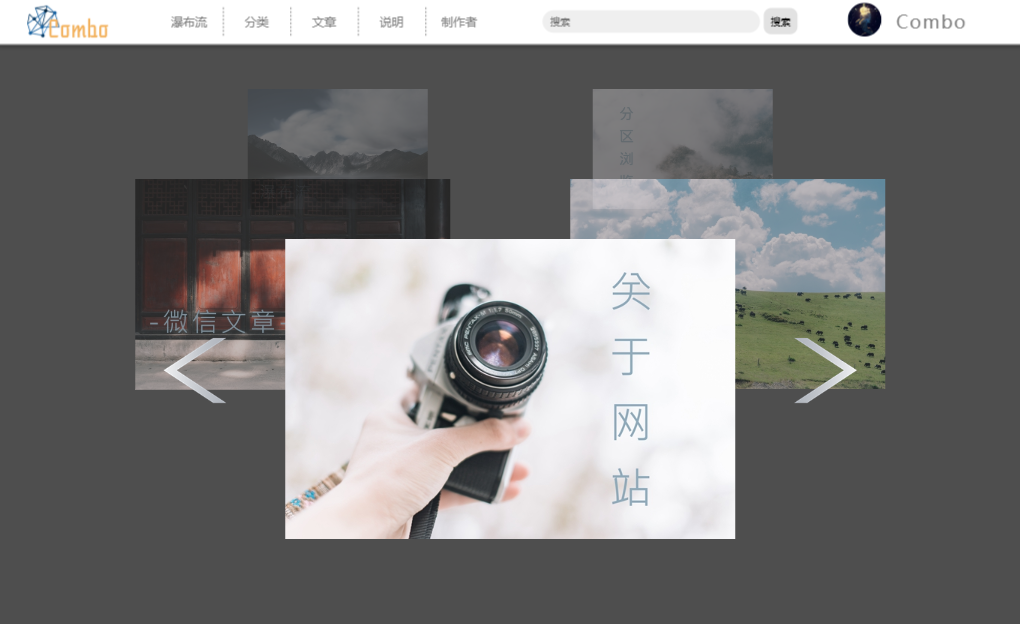 Combo
瀑布流
分类
文章
说明
制作者
搜索
搜索
Combo
分
区
浏
-微信文章-
关
于
网
站